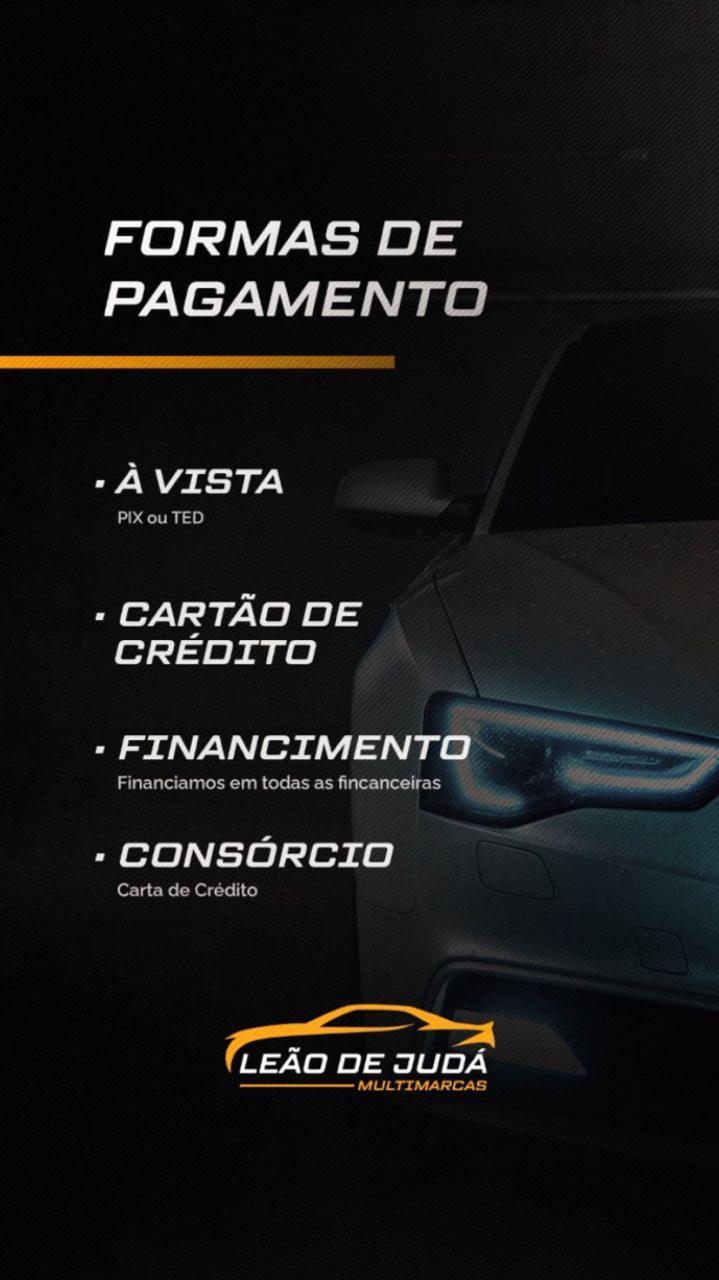 FORMAS DE
PAGAMENTO
· À VISTA
PIX ou TED
· CARTÃO DE
CRÉDITO
· FINANCIMENTO
Financiamos em todas as fincanceiras
· CONSÓRCIO
Carta de Crédito
LEÃO DE JUDÁ
MULTIMARCAS